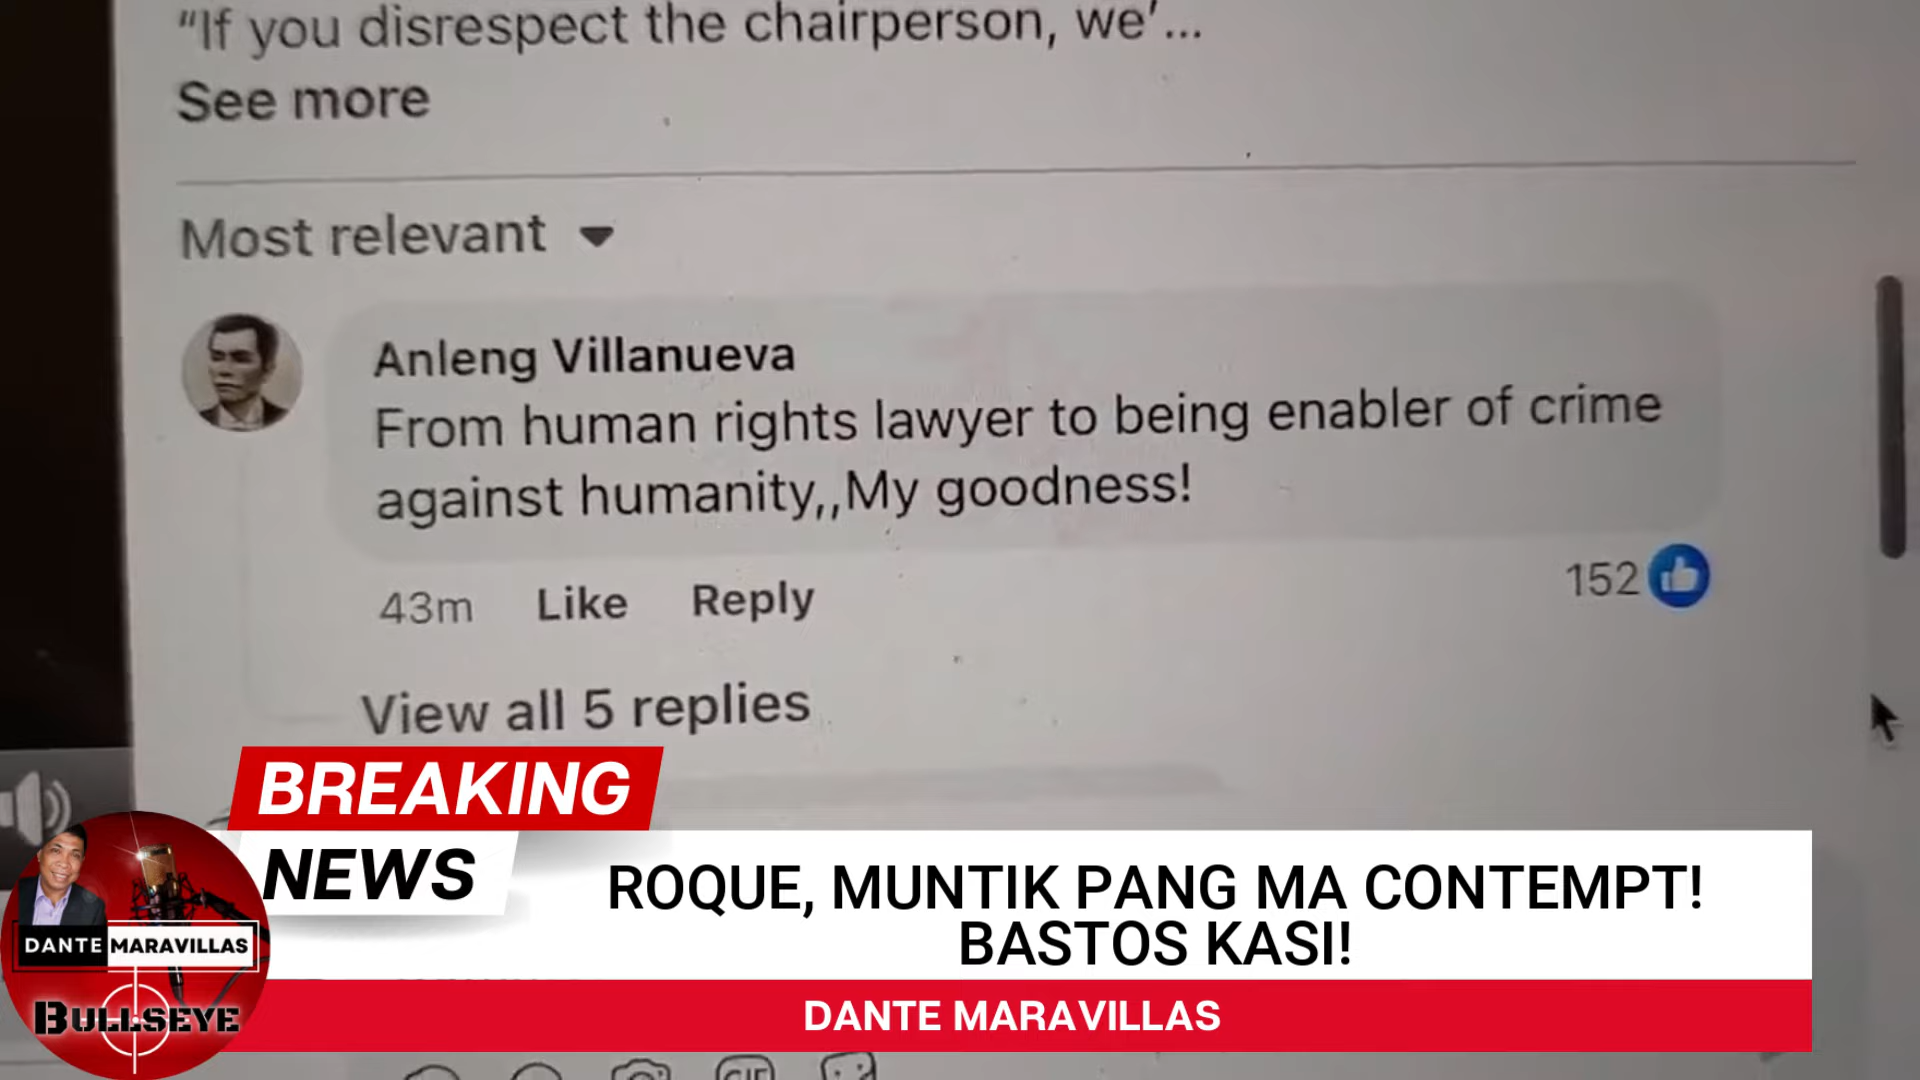 "If you disrespect the chairperson, we'...
See more
Most relevant
Anleng Villanueva
From human rights lawyer to being enabler of crime
against humanity,,My goodness!
43m Like Reply
152
View all 5 replies
BREAKING
NEWS
ROQUE, MUNTIK PANG MA CONTEMPT!
BASTOS KASI!
DANTE MARAVILLAS
DANTE MARAVILLAS
BULLSEYE
GIF